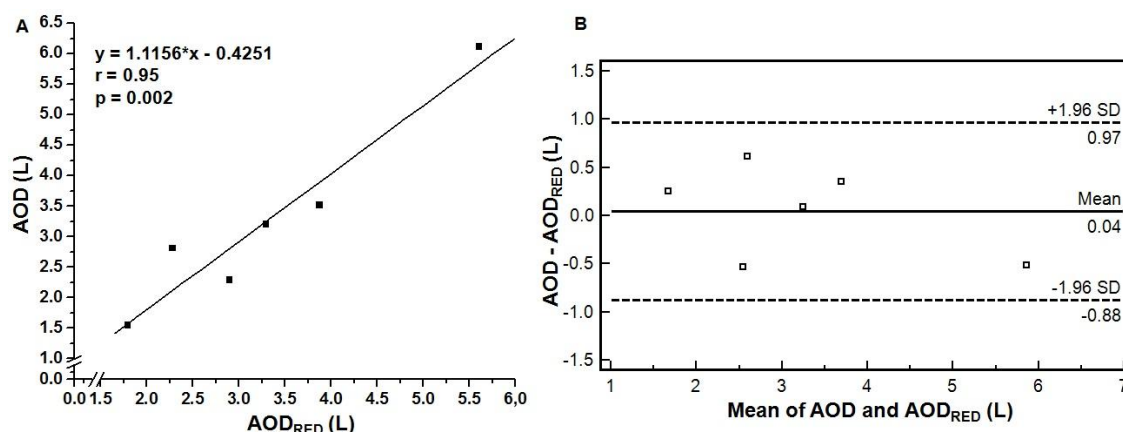 A
y = 1.1156*x - 0.4251
r = 0.95
p = 0.002
AOD (L)
6.5
6.0
5.5
5.0
4.5
4.0
3.5
3.0
2.5
2.0
1.5
1.0
0.0
0.0 1.5 2.0 2.5 3.0 3.5 4.0 4.5 5.0 5.5 6,0
AODRED (L)
B
AOD - AODRED (L)
1.5
1.0
0.5
0.0
-0.5
-1.0
-1.5
+1.96 SD
0.97
Mean
0.04
-1.96 SD
-0.88
1 2 3 4 5 6 7
Mean of AOD and AODRED (L)